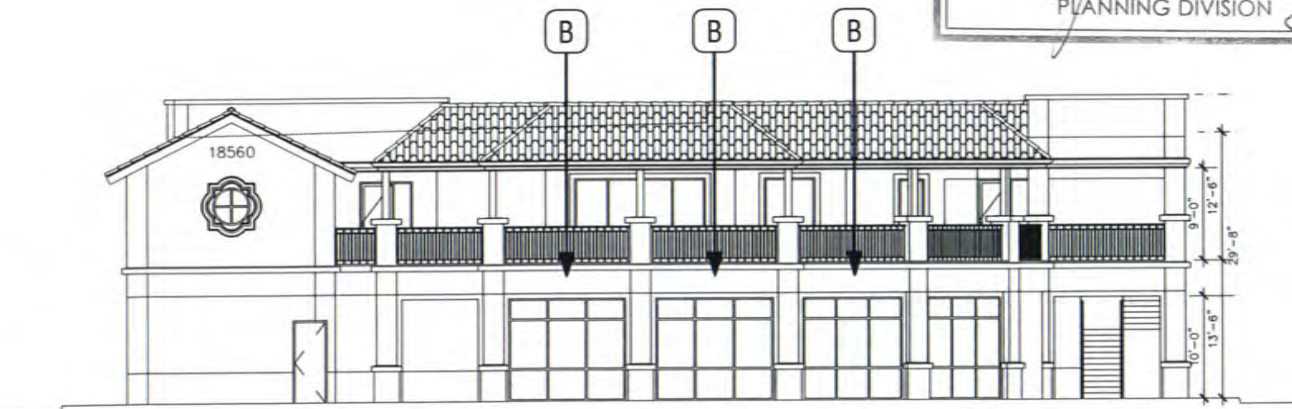 PLANNING DIVISION
B
B
B
18560
9'-0"
12'-6"
29'-8"
10'-0"
13'-6"